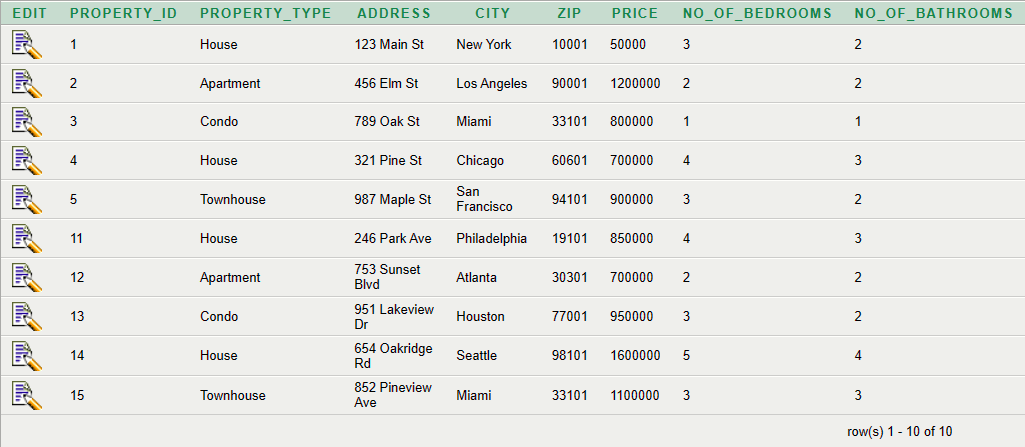 EDIT PROPERTY_ID PROPERTY_TYPE ADDRESS CITY ZIP PRICE NO_OF_BEDROOMS NO_OF_BATHROOMS
1 House 123 Main St New York 10001 50000 3 2
2 Apartment 456 Elm St Los Angeles 90001 1200000 2 2
3 Condo 789 Oak St Miami 33101 800000 1 1
4 House 321 Pine St Chicago 60601 700000 4 3
5 Townhouse 987 Maple St San Francisco 94101 900000 3 2
11 House 246 Park Ave Philadelphia 19101 850000 4 3
12 Apartment 753 Sunset Blvd Atlanta 30301 700000 2 2
13 Condo 951 Lakeview Dr Houston 77001 950000 3 2
14 House 654 Oakridge Rd Seattle 98101 1600000 5 4
15 Townhouse 852 Pineview Ave Miami 33101 1100000 3 3
row(s) 1 - 10 of 10